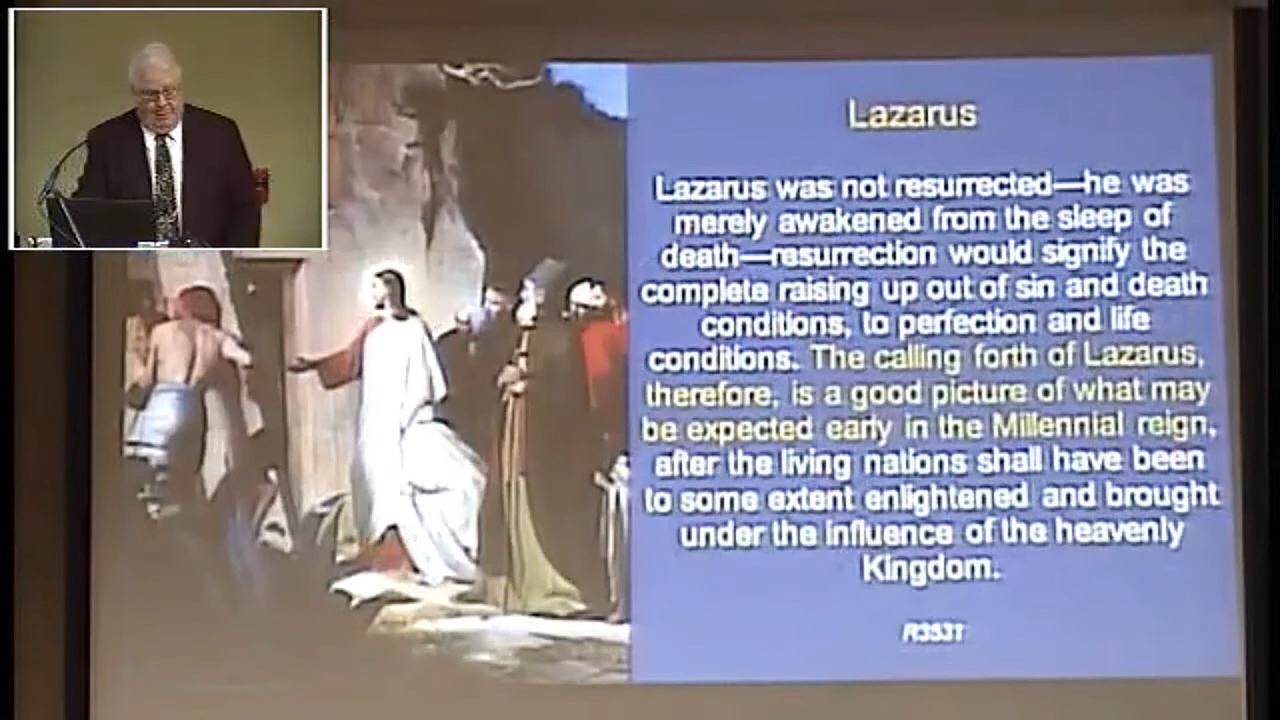 Lazarus
Lazarus was not resurrected—he was
merely awakened from the sleep of
death—resurrection would signify the
complete raising up out of sin and death
conditions, to perfection and life
conditions. The calling forth of Lazarus,
therefore, is a good picture of what may
be expected early in the Millennial reign,
after the living nations shall have been
to some extent enlightened and brought
under the influence of the heavenly
Kingdom.
R3531